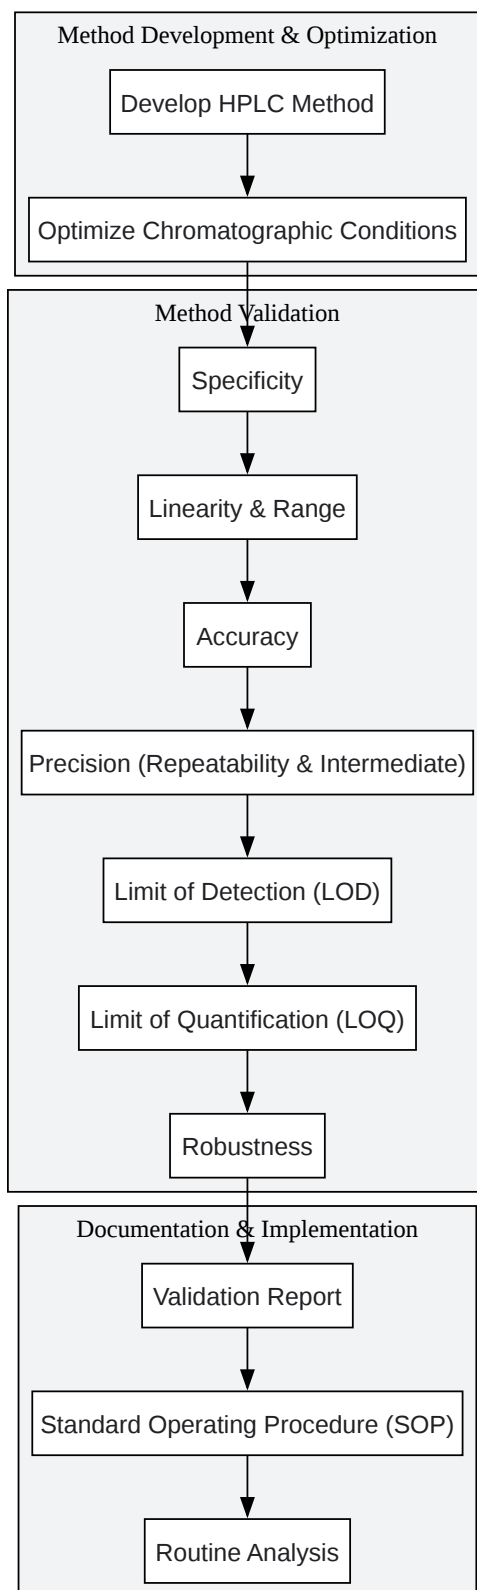 Method Development & Optimization
Develop HPLC Method
Optimize Chromatographic Conditions
Method Validation
Specificity
Linearity & Range
Accuracy
Precision (Repeatability & Intermediate)
Limit of Detection (LOD)
Limit of Quantification (LOQ)
Robustness
Documentation & Implementation
Validation Report
Standard Operating Procedure (SOP)
Routine Analysis